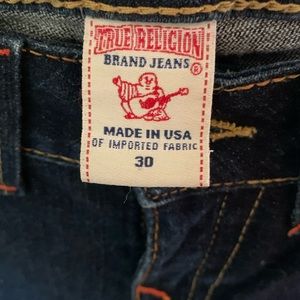 TRUE RELIGION
BRAND JEANS®
MADE IN USA
OF IMPORTED FABRIC
30